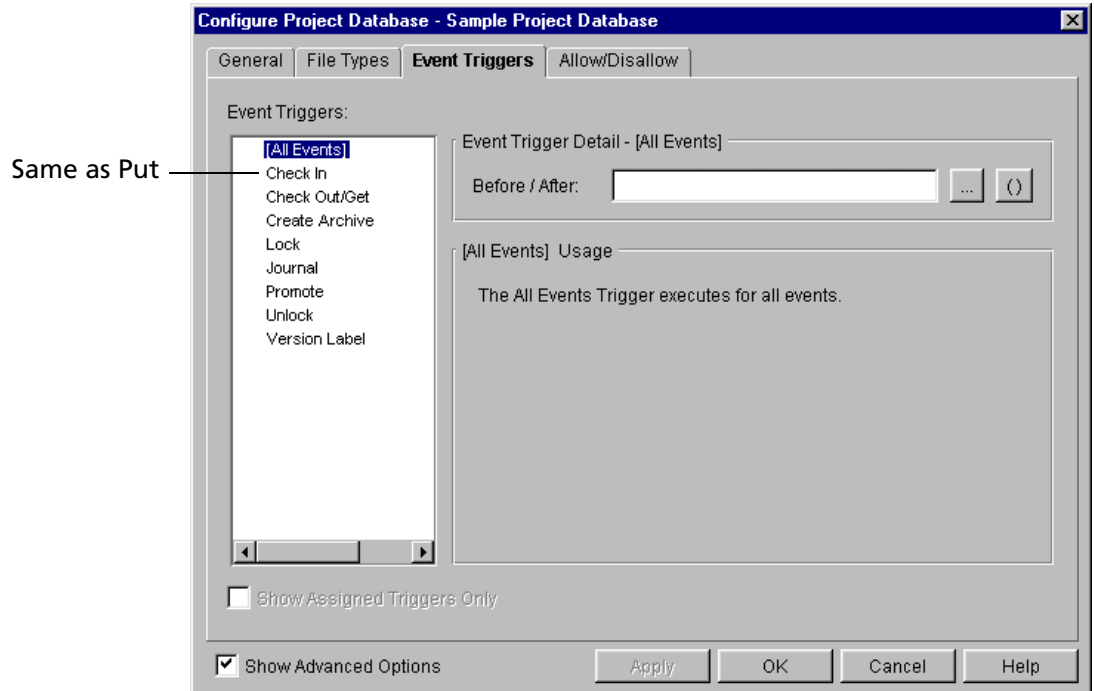 Configure Project Database - Sample Project Database
General File Types Event Triggers Allow/Disallow
Event Triggers:
[All Events]
Check In
Check Out/Get
Create Archive
Lock
Journal
Promote
Unlock
Version Label
Same as Put
Event Trigger Detail - [All Events]
Before / After:
... ()
[All Events] Usage
The All Events Trigger executes for all events.
Show Assigned Triggers Only
Show Advanced Options
Apply OK Cancel Help